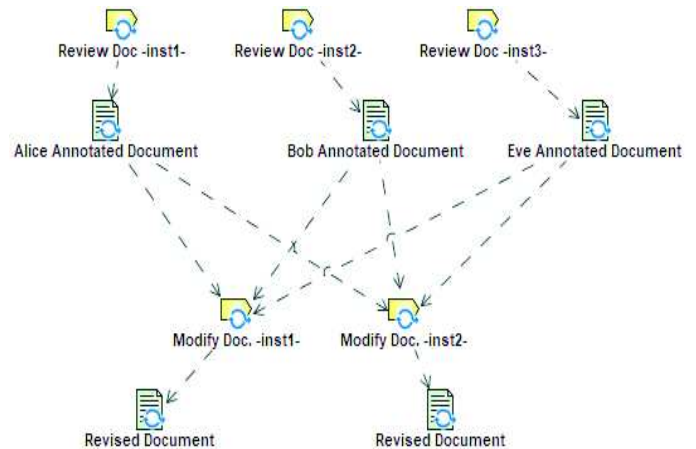 Review Doc -inst1-
Review Doc -inst2-
Review Doc -inst3-
Alice Annotated Document
Bob Annotated Document
Eve Annotated Document
Modify Doc. -inst1-
Modify Doc. -inst2-
Revised Document
Revised Document